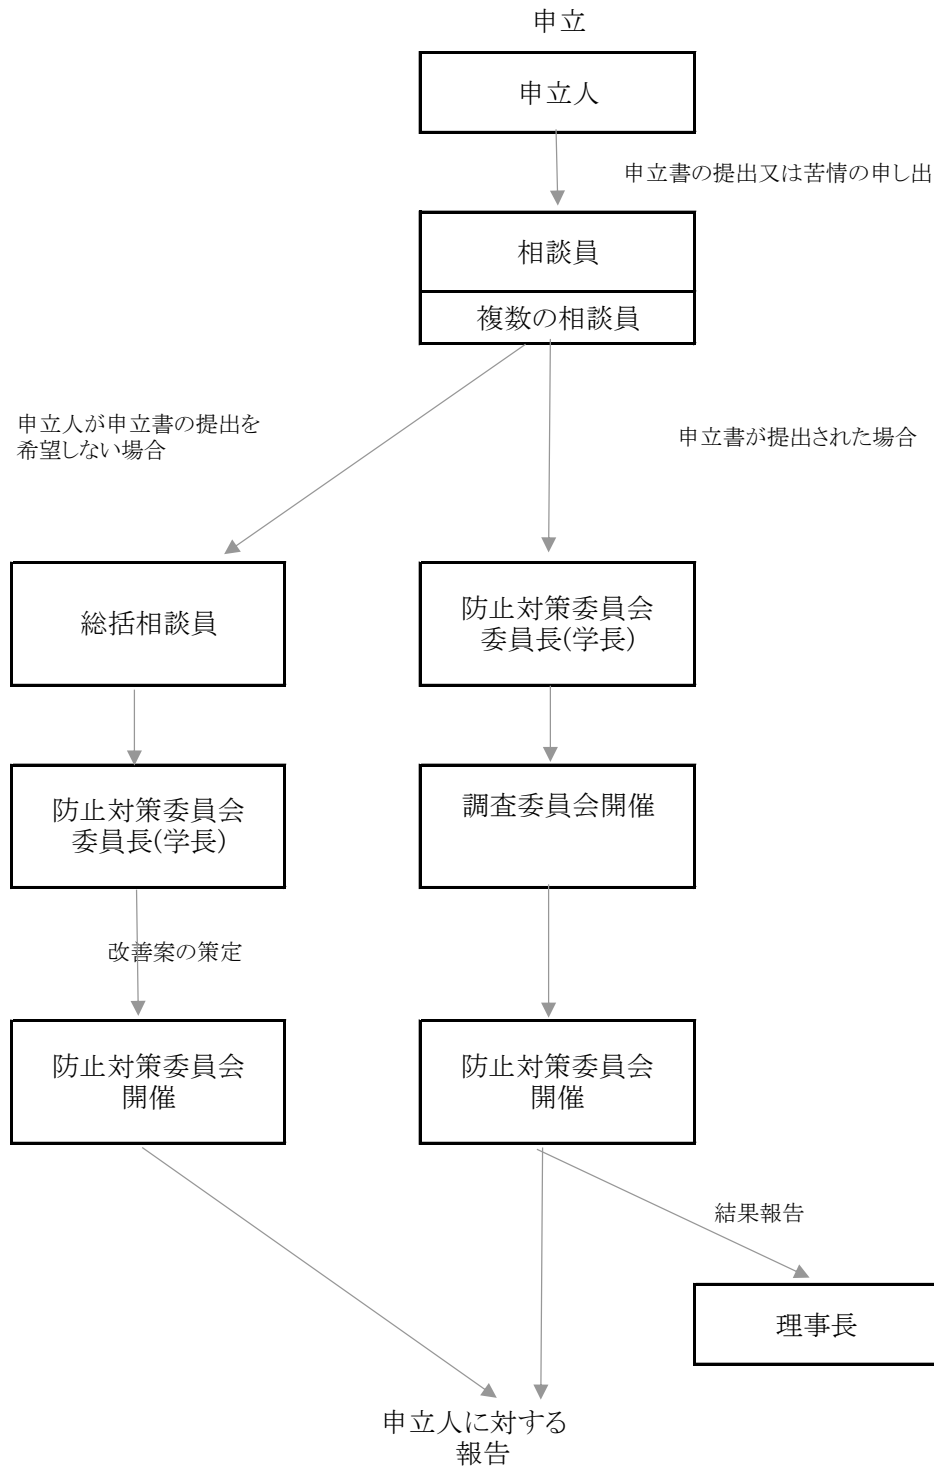 申立
申立人
申立書の提出又は苦情の申し出
相談員
複数の相談員
申立人が申立書の提出を
希望しない場合
申立書が提出された場合
総括相談員
防止対策委員会
委員長(学長)
防止対策委員会
委員長(学長)
調査委員会開催
改善案の策定
防止対策委員会
開催
防止対策委員会
開催
結果報告
理事長
申立人に対する
報告